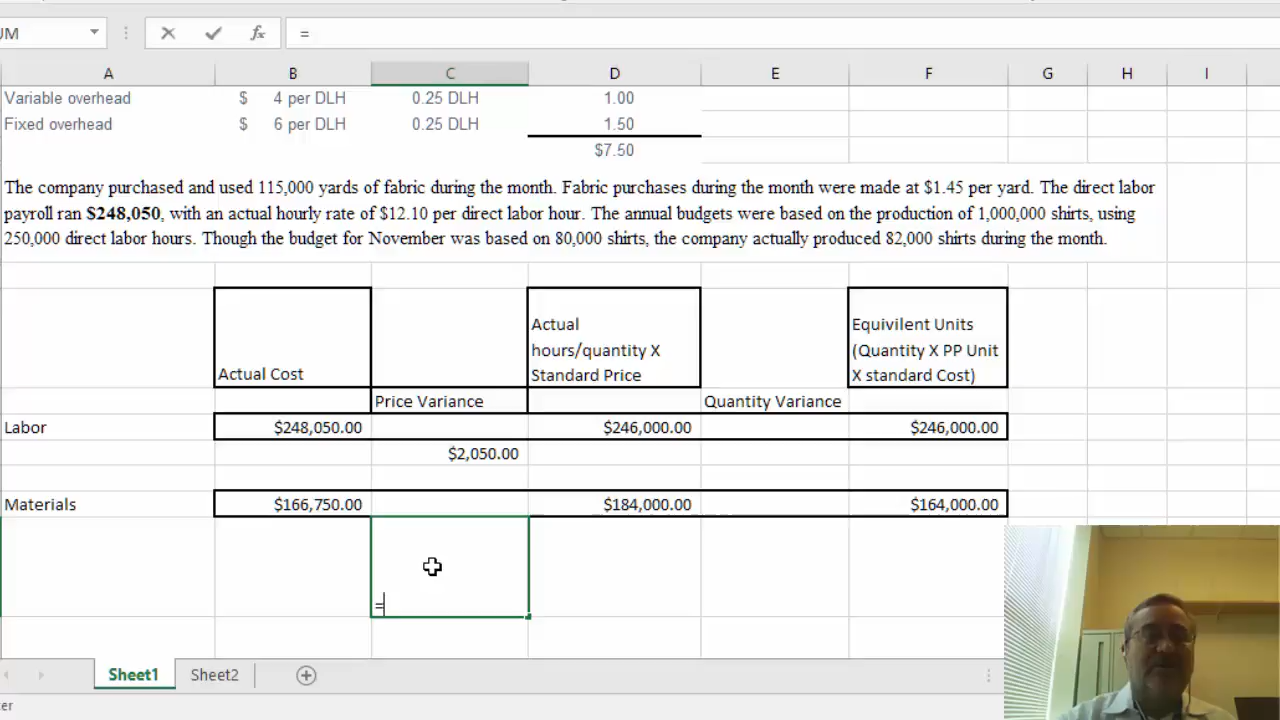 UM fx =
A B C D E F G H I
Variable overhead $ 4 per DLH 0.25 DLH 1.00
Fixed overhead $ 6 per DLH 0.25 DLH 1.50
$7.50
The company purchased and used 115,000 yards of fabric during the month. Fabric purchases during the month were made at $1.45 per yard. The direct labor
payroll ran $248,050, with an actual hourly rate of $12.10 per direct labor hour. The annual budgets were based on the production of 1,000,000 shirts, using
250,000 direct labor hours. Though the budget for November was based on 80,000 shirts, the company actually produced 82,000 shirts during the month.
Actual Cost
Actual
hours/quantity X
Standard Price
Equivilent Units
(Quantity X PP Unit
X standard Cost)
Price Variance Quantity Variance
Labor $248,050.00 $246,000.00 $246,000.00
$2,050.00
Materials $166,750.00 $184,000.00 $164,000.00
=
Sheet1 Sheet2
ter